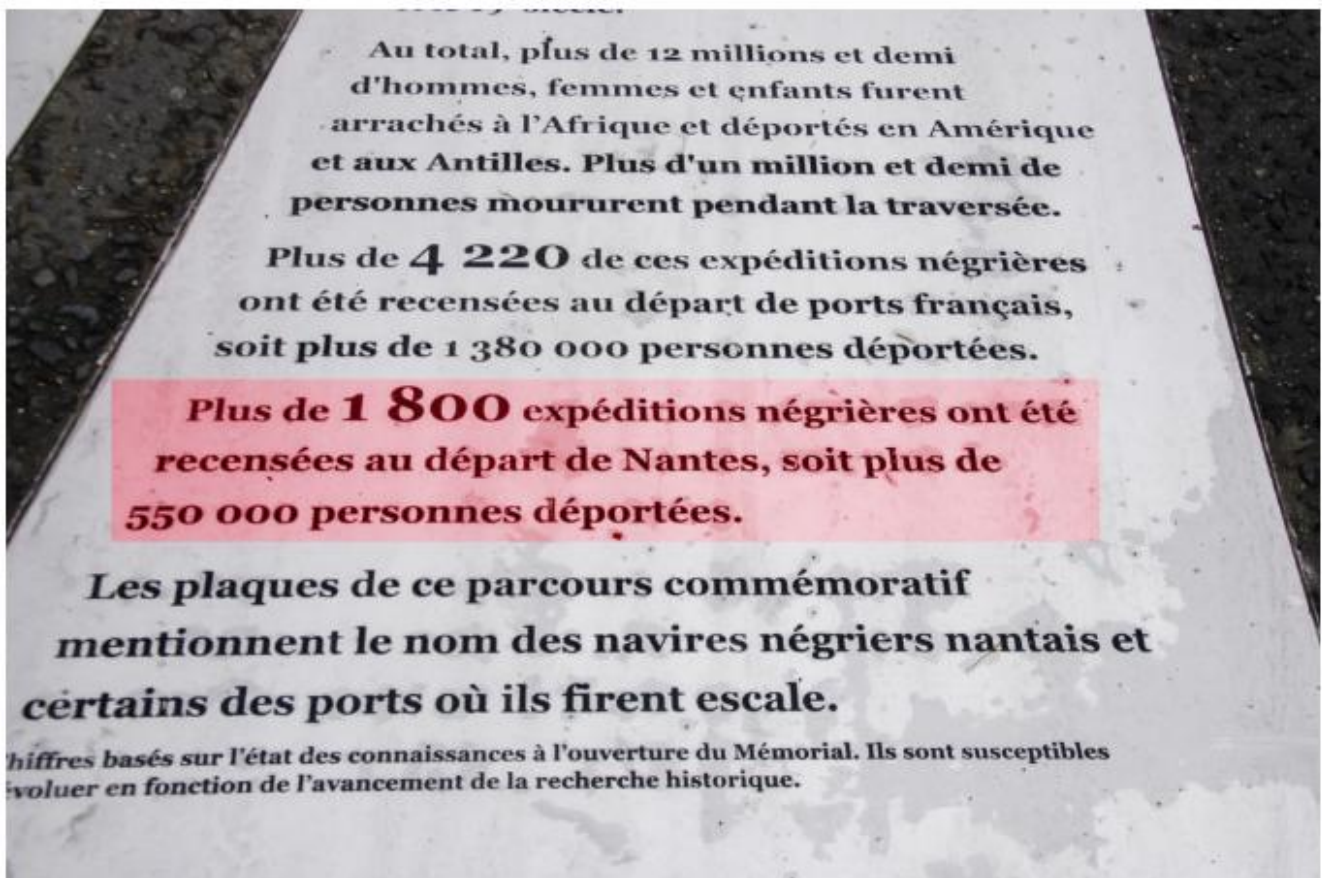 Au total, plus de 12 millions et demi
d'hommes, femmes et enfants furent
arrachés à l'Afrique et déportés en Amérique
et aux Antilles. Plus d'un million et demi de
personnes moururent pendant la traversée.
Plus de 4 220 de ces expéditions négrières
ont été recensées au départ de ports français,
soit plus de 1 380 000 personnes déportées.
Plus de 1 800 expéditions négrières ont été
recensées au départ de Nantes, soit plus de
550 000 personnes déportées.
Les plaques de ce parcours commémoratif
mentionnent le nom des navires négriers nantais et
certains des ports où ils firent escale.
hiffres basés sur l'état des connaissances à l'ouverture du Mémorial. Ils sont susceptibles
voluer en fonction de l'avancement de la recherche historique.